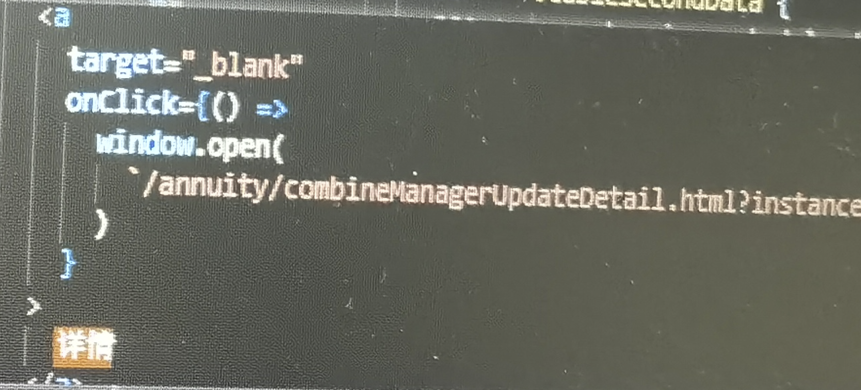 <a
target="_blank"
onClick={() =>
window.open(
`/annuity/combineManagerUpdateDetail.html?instance
)
}
>
详情